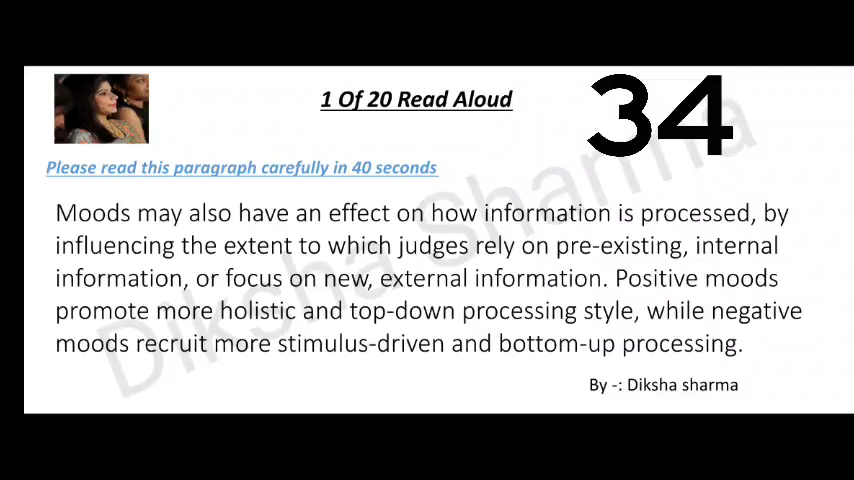 1 Of 20 Read Aloud
34
Please read this paragraph carefully in 40 seconds
Moods may also have an effect on how information is processed, by
influencing the extent to which judges rely on pre-existing, internal
information, or focus on new, external information. Positive moods
promote more holistic and top-down processing style, while negative
moods recruit more stimulus-driven and bottom-up processing.
By -: Diksha sharma
Diksha Sharma